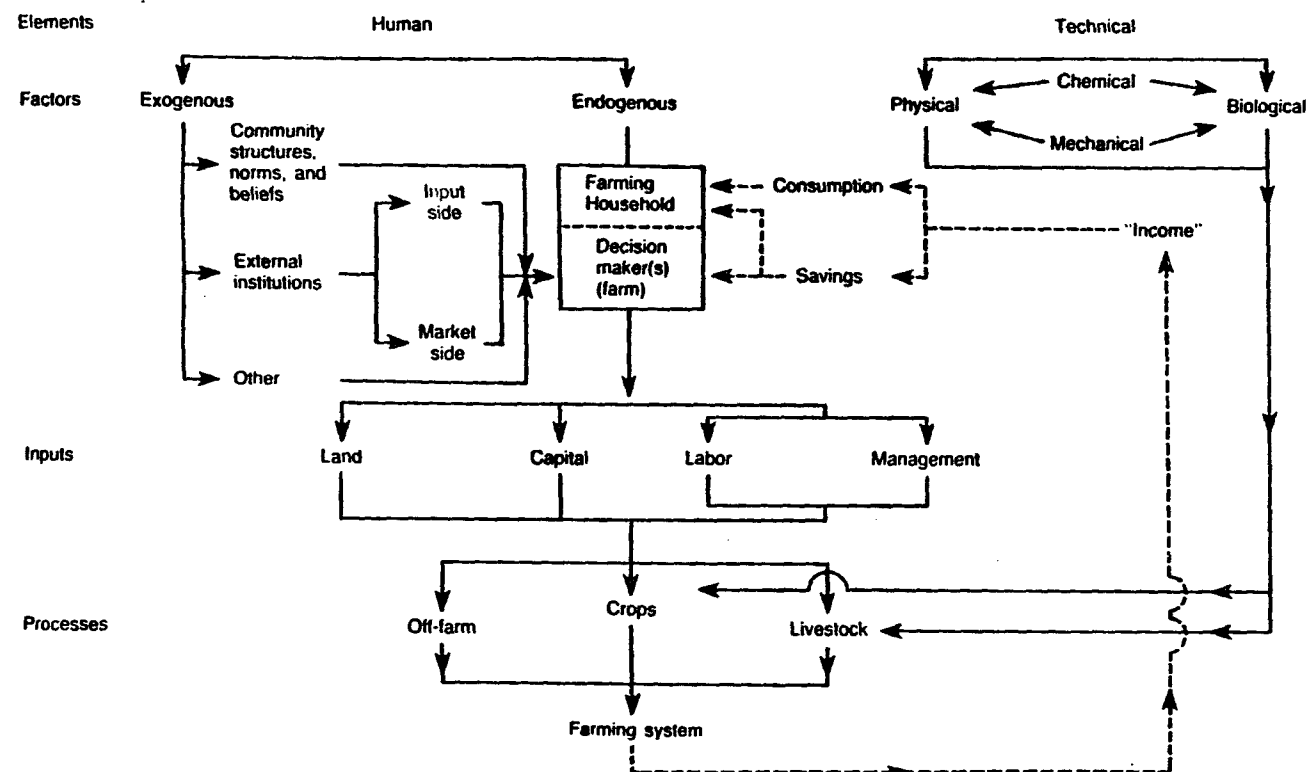 Elements
Human
Technical
Factors
Exogenous
Endogenous
Physical
Chemical
Mechanical
Biological
Community
structures,
norms, and
beliefs
Input
side
External
institutions
Market
side
Other
Farming
Household
Decision
maker(s)
(farm)
Consumption
Savings
"Income"
Inputs
Land
Capital
Labor
Management
Processes
Off-farm
Crops
Livestock
Farming system